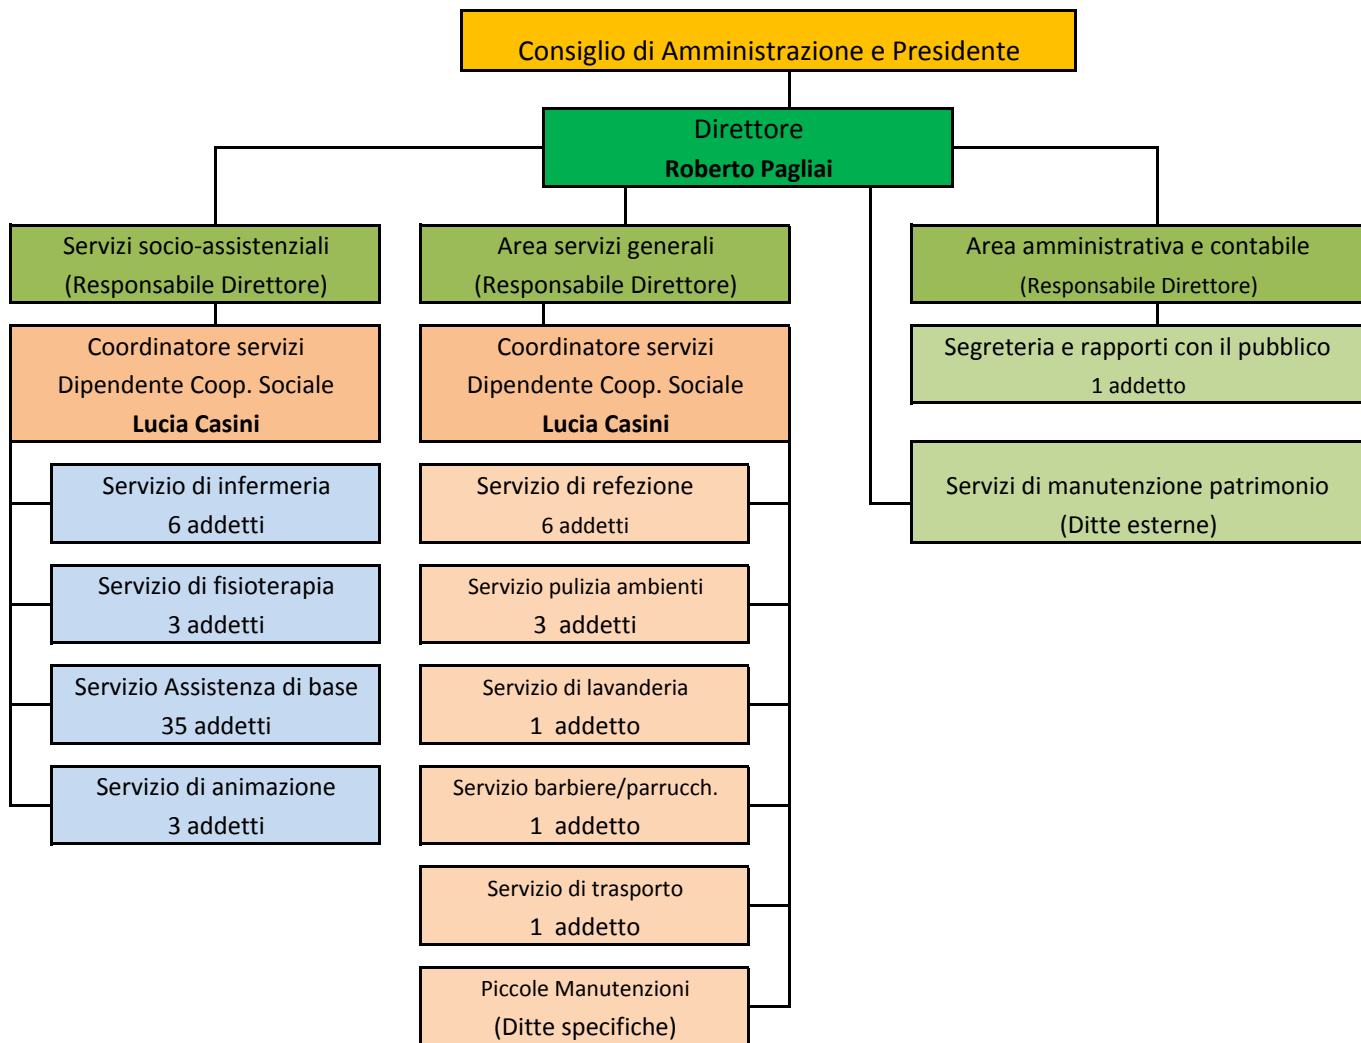 Consiglio di Amministrazione e Presidente
Direttore
Roberto Pagliai
Servizi socio-assistenziali
(Responsabile Direttore)
Area servizi generali
(Responsabile Direttore)
Area amministrativa e contabile
(Responsabile Direttore)
Coordinatore servizi
Dipendente Coop. Sociale
Lucia Casini
Coordinatore servizi
Dipendente Coop. Sociale
Lucia Casini
Segreteria e rapporti con il pubblico
1 addetto
Servizio di infermeria
6 addetti
Servizio di refezione
6 addetti
Servizi di manutenzione patrimonio
(Ditte esterne)
Servizio di fisioterapia
3 addetti
Servizio pulizia ambienti
3 addetti
Servizio Assistenza di base
35 addetti
Servizio di lavanderia
1 addetto
Servizio di animazione
3 addetti
Servizio barbiere/parrucch.
1 addetto
Servizio di trasporto
1 addetto
Piccole Manutenzioni
(Ditte specifiche)